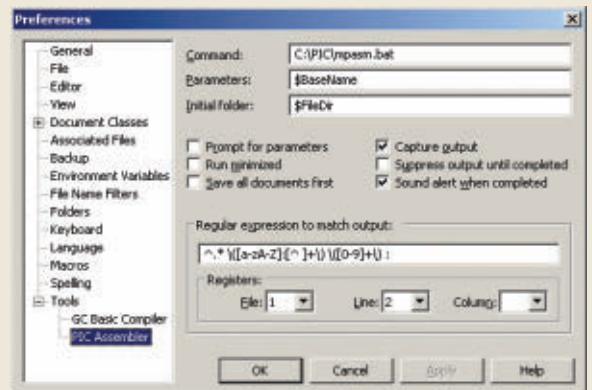 Preferences
General
File
Editor
View
Document Classes
Associated Files
Backup
Environment Variables
File Name Filters
Folders
Keyboard
Language
Macros
Spelling
Tools
GC Basic Compiler
PIC Assembler
Command: C:\PIC\mpasm.bat
Parameters: $BaseName
Initial folder: $FileDir
Prompt for parameters
Run minimized
Save all documents first
Capture output
Suppress output until completed
Sound alert when completed
Regular expression to match output:
^.* \([a-zA-Z]:[^ ]+\) \([0-9]+\) :
Registers:
File: 1 Line: 2 Column:
OK Cancel Apply Help